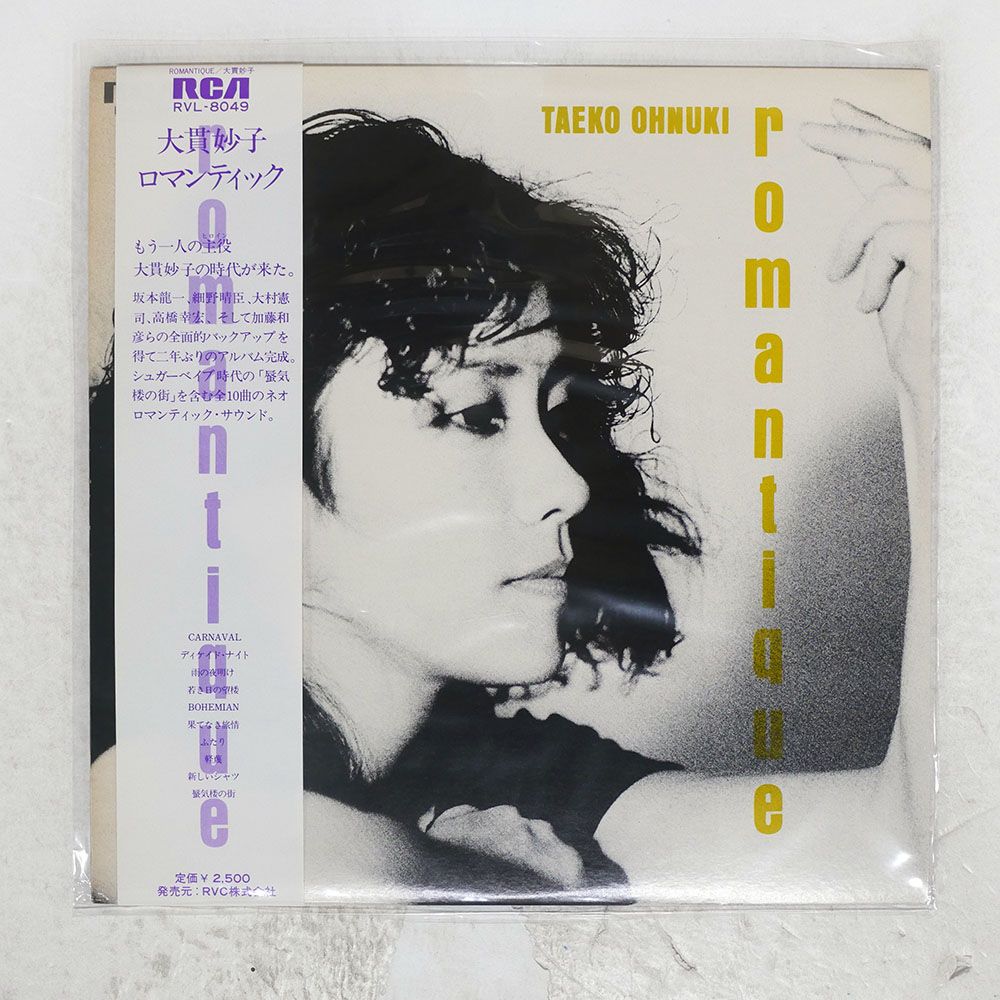 ROMANTIQUE/大貫妙子
RCA
RVL-8049
大貫妙子
ロマンティック
ヒロイン
もう一人の主役
大貫妙子の時代が来た。
坂本龍一、細野晴臣、大村憲
司、高橋幸宏、そして加藤和
彦らの全面的バックアップを
得て二年ぶりのアルバム完成。
シュガーベイブ時代の「蜃気
楼の街」を含む全10曲のネオ
ロマンティック・サウンド。
romantique
CARNAVAL
ディケイド・ナイト
雨の夜明け
若き日の望楼
BOHEMIAN
果てなき旅情
ふたり
軽蔑
新しいシャツ
蜃気楼の街
定価¥2,500
発売元:RVC株式会社
TAEKO OHNUKI
romantique